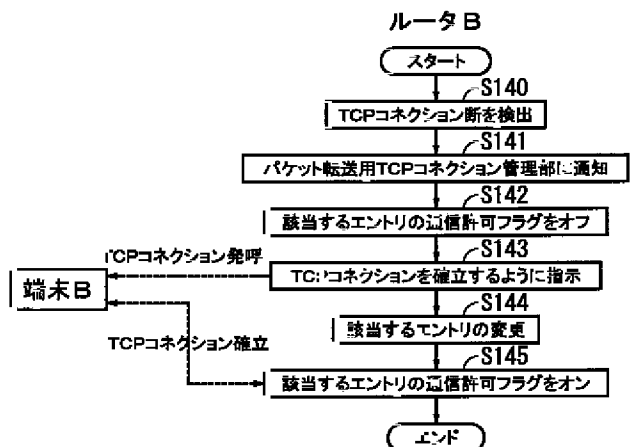 ルータB
スタート
S140
TCPコネクション断を検出
S141
パケット転送用TCPコネクション管理部に通知
S142
該当するエントリの通信許可フラグをオフ
S143
TCPコネクション発呼
TCPコネクションを確立するように指示
端末B
S144
該当するエントリの変更
TCPコネクション確立
S145
該当するエントリの通信許可フラグをオン
エンド